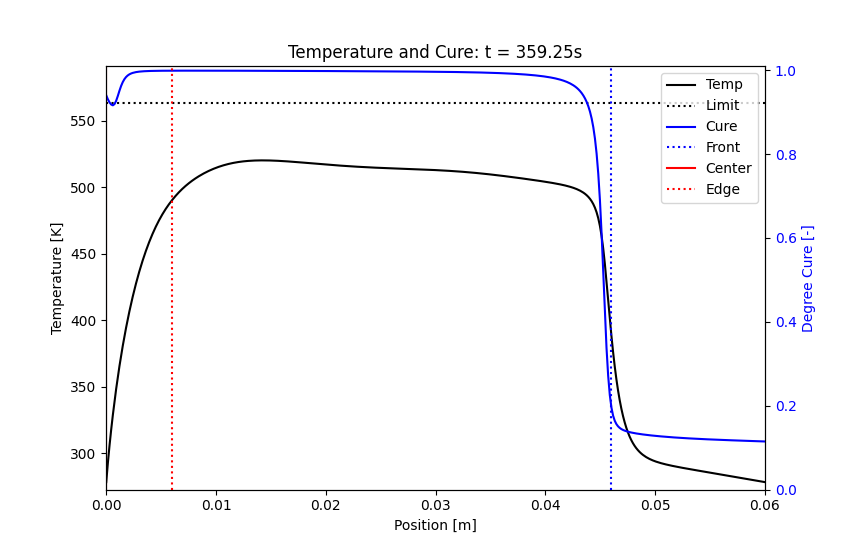 Temperature and Cure: t = 359.25s
Temp
Limit
Cure
Front
Center
Edge
Temperature [K]
550
500
450
400
350
300
Degree Cure [-]
1.0
0.8
0.6
0.4
0.2
0.0
0.00 0.01 0.02 0.03 0.04 0.05 0.06
Position [m]